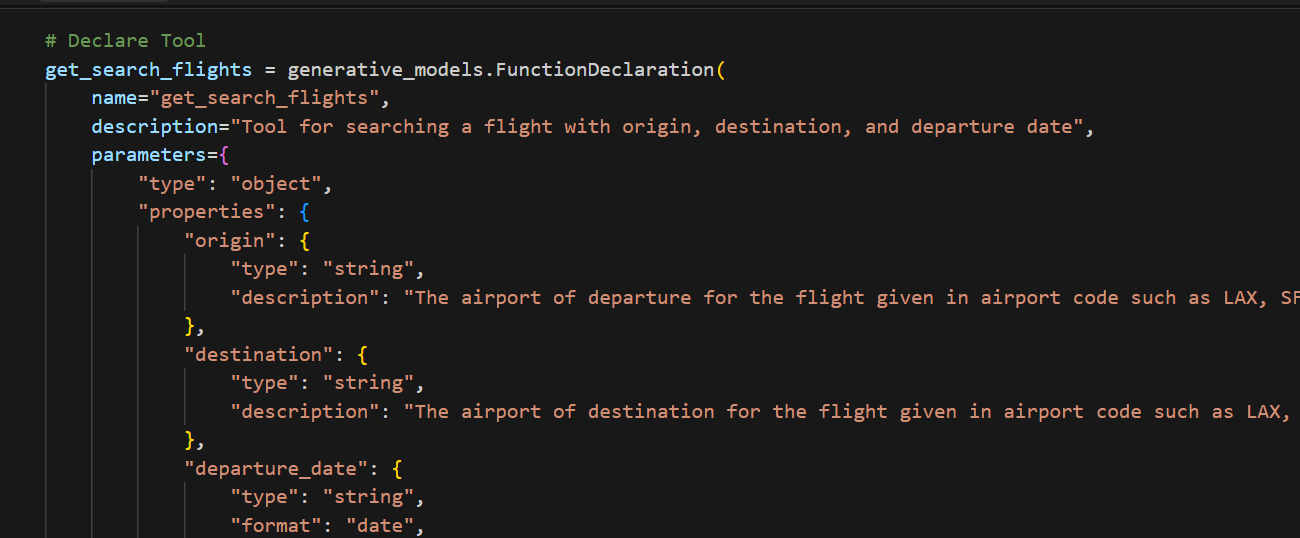 # Declare Tool
get_search_flights = generative_models.FunctionDeclaration(
    name="get_search_flights",
    description="Tool for searching a flight with origin, destination, and departure date",
    parameters={
        "type": "object",
        "properties": {
            "origin": {
                "type": "string",
                "description": "The airport of departure for the flight given in airport code such as LAX, SF
            },
            "destination": {
                "type": "string",
                "description": "The airport of destination for the flight given in airport code such as LAX,
            },
            "departure_date": {
                "type": "string",
                "format": "date",